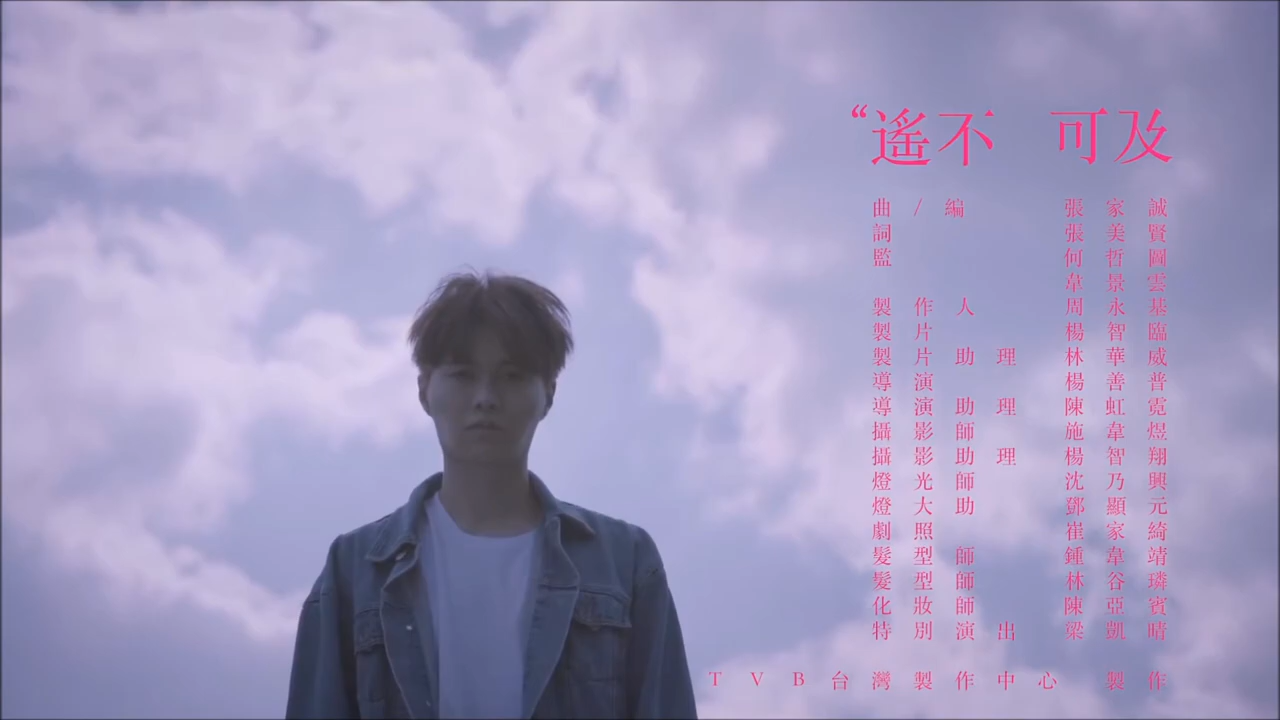 “遙不 可及
曲 / 編 張家誠
詞 張美賢
監 何哲圖
韋景雲
製作人 周永基
製片 楊智臨
製片助理 林華威
導演 楊善普
導演助理 陳虹霓
攝影師 施韋煜
攝影助理 楊智翔
燈光師 沈乃興
燈大助 鄧顯元
劇照 崔家綺
髮型師 鍾韋靖
髮型師 林谷璘
化妝師 陳亞賓
特別演出 梁凱晴
TVB台灣製作中心 製作